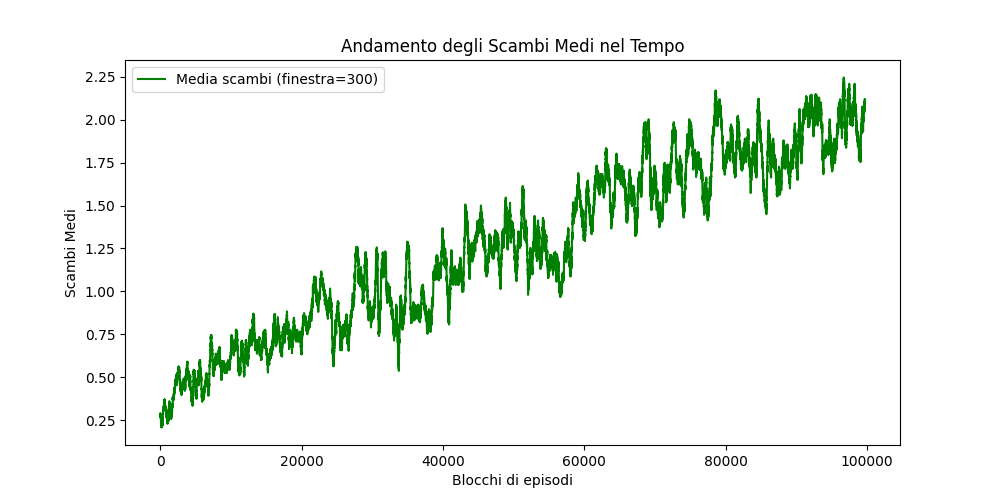 Andamento degli Scambi Medi nel Tempo
Media scambi (finestra=300)
2.25
2.00
1.75
1.50
1.25
1.00
0.75
0.50
0.25
Scambi Medi
0 20000 40000 60000 80000 100000
Blocchi di episodi